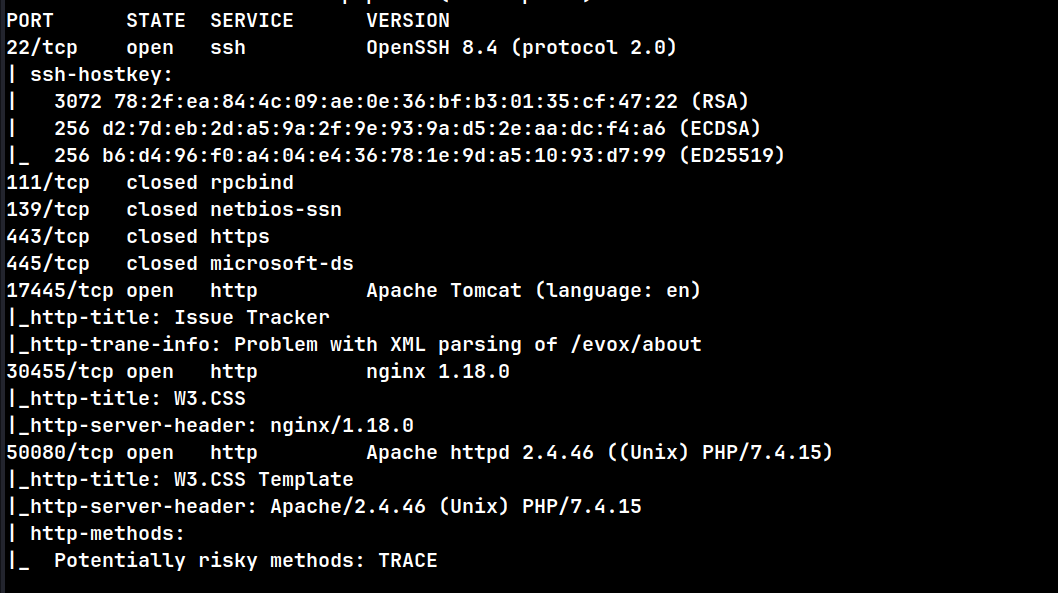 PORT STATE SERVICE VERSION
22/tcp open ssh OpenSSH 8.4 (protocol 2.0)
| ssh-hostkey:
| 3072 78:2f:ea:84:4c:09:ae:0e:36:bf:b3:01:35:cf:47:22 (RSA)
| 256 d2:7d:eb:2d:a5:9a:2f:9e:93:9a:d5:2e:aa:dc:f4:a6 (ECDSA)
|_ 256 b6:d4:96:f0:a4:04:e4:36:78:1e:9d:a5:10:93:d7:99 (ED25519)
111/tcp closed rpcbind
139/tcp closed netbios-ssn
443/tcp closed https
445/tcp closed microsoft-ds
17445/tcp open http Apache Tomcat (language: en)
|_http-title: Issue Tracker
|_http-trane-info: Problem with XML parsing of /evox/about
30455/tcp open http nginx 1.18.0
|_http-title: W3.CSS
|_http-server-header: nginx/1.18.0
50080/tcp open http Apache httpd 2.4.46 ((Unix) PHP/7.4.15)
|_http-title: W3.CSS Template
|_http-server-header: Apache/2.4.46 (Unix) PHP/7.4.15
| http-methods:
|_ Potentially risky methods: TRACE